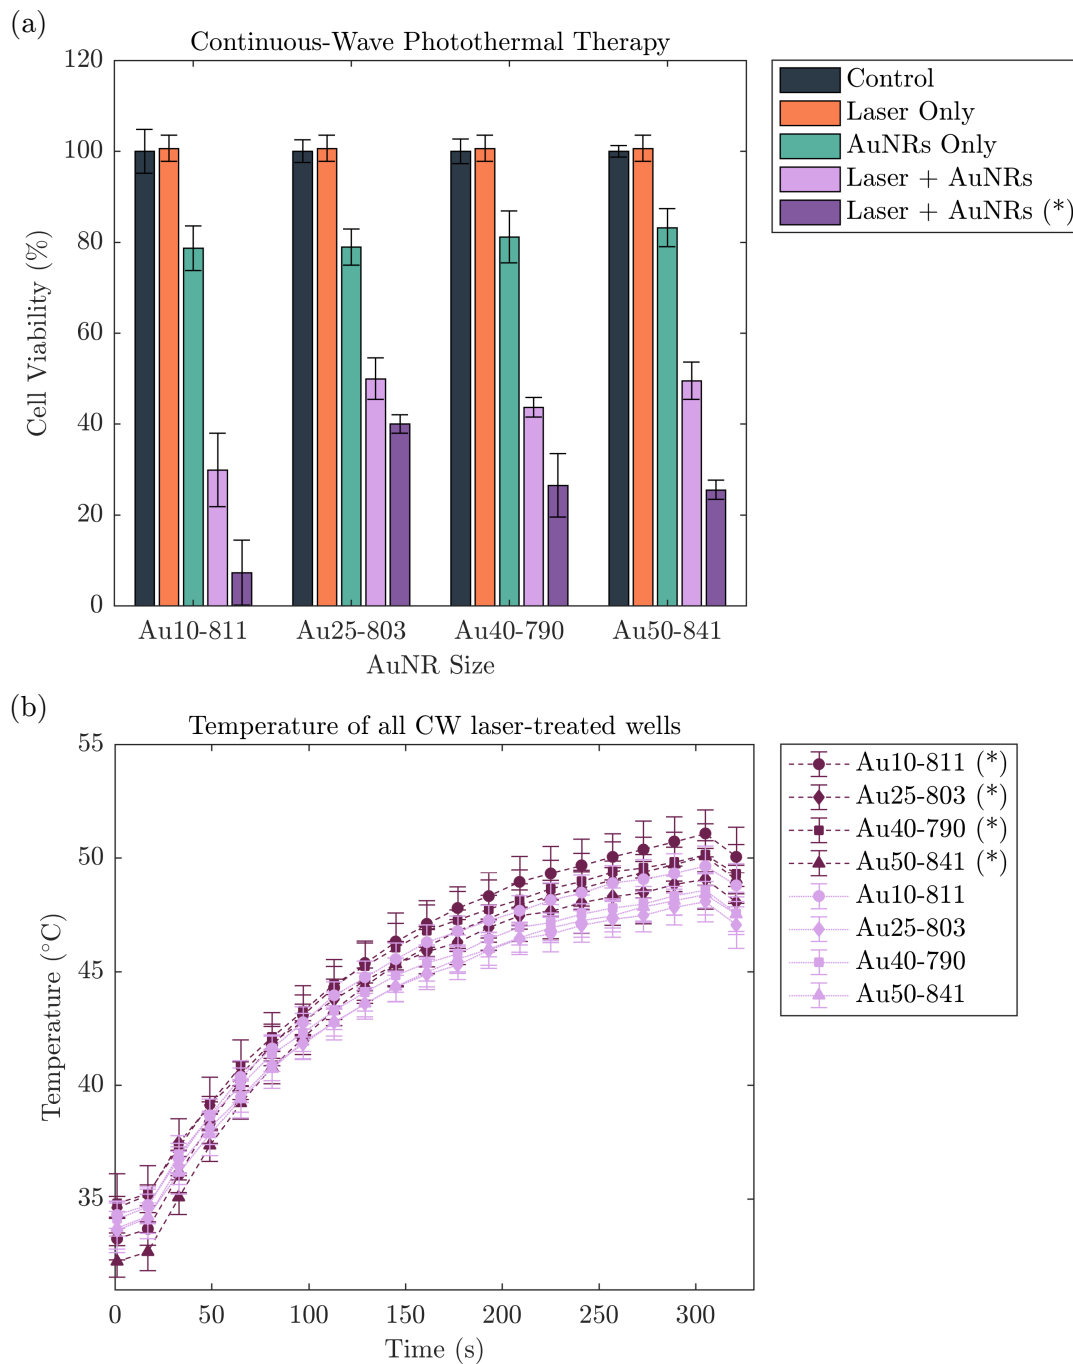 (a)
Continuous-Wave Photothermal Therapy
120
100
80
60
40
20
0
Cell Viability (%)
Au10-811 Au25-803 Au40-790 Au50-841
AuNR Size
Control
Laser Only
AuNRs Only
Laser + AuNRs
Laser + AuNRs (*)
(b)
Temperature of all CW laser-treated wells
55
50
45
40
35
Temperature (°C)
0 50 100 150 200 250 300
Time (s)
Au10-811 (*)
Au25-803 (*)
Au40-790 (*)
Au50-841 (*)
Au10-811
Au25-803
Au40-790
Au50-841